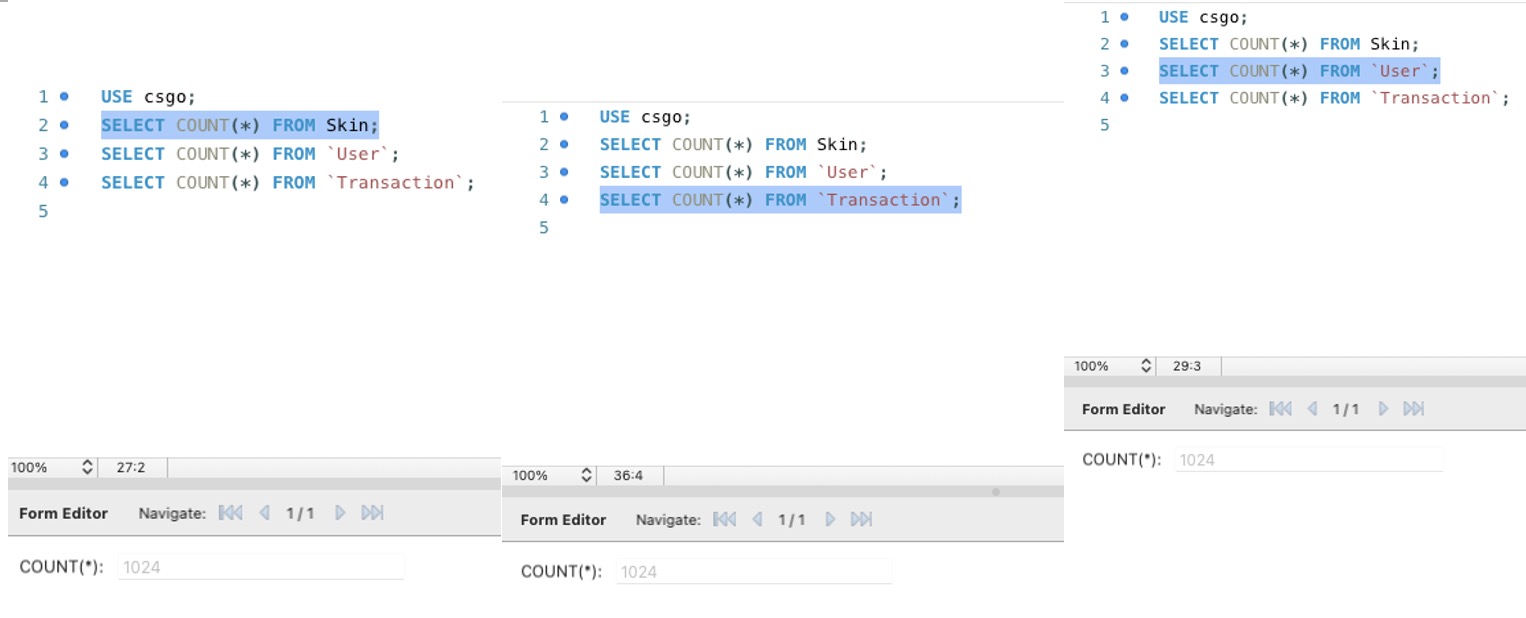 1 USE csgo;
2 SELECT COUNT(*) FROM Skin;
3 SELECT COUNT(*) FROM `User`;
4 SELECT COUNT(*) FROM `Transaction`;
5
100% 27:2
Form Editor Navigate: 1 / 1
COUNT(*): 1024
1 USE csgo;
2 SELECT COUNT(*) FROM Skin;
3 SELECT COUNT(*) FROM `User`;
4 SELECT COUNT(*) FROM `Transaction`;
5
100% 36:4
Form Editor Navigate: 1 / 1
COUNT(*): 1024
1 USE csgo;
2 SELECT COUNT(*) FROM Skin;
3 SELECT COUNT(*) FROM `User`;
4 SELECT COUNT(*) FROM `Transaction`;
5
100% 29:3
Form Editor Navigate: 1 / 1
COUNT(*): 1024